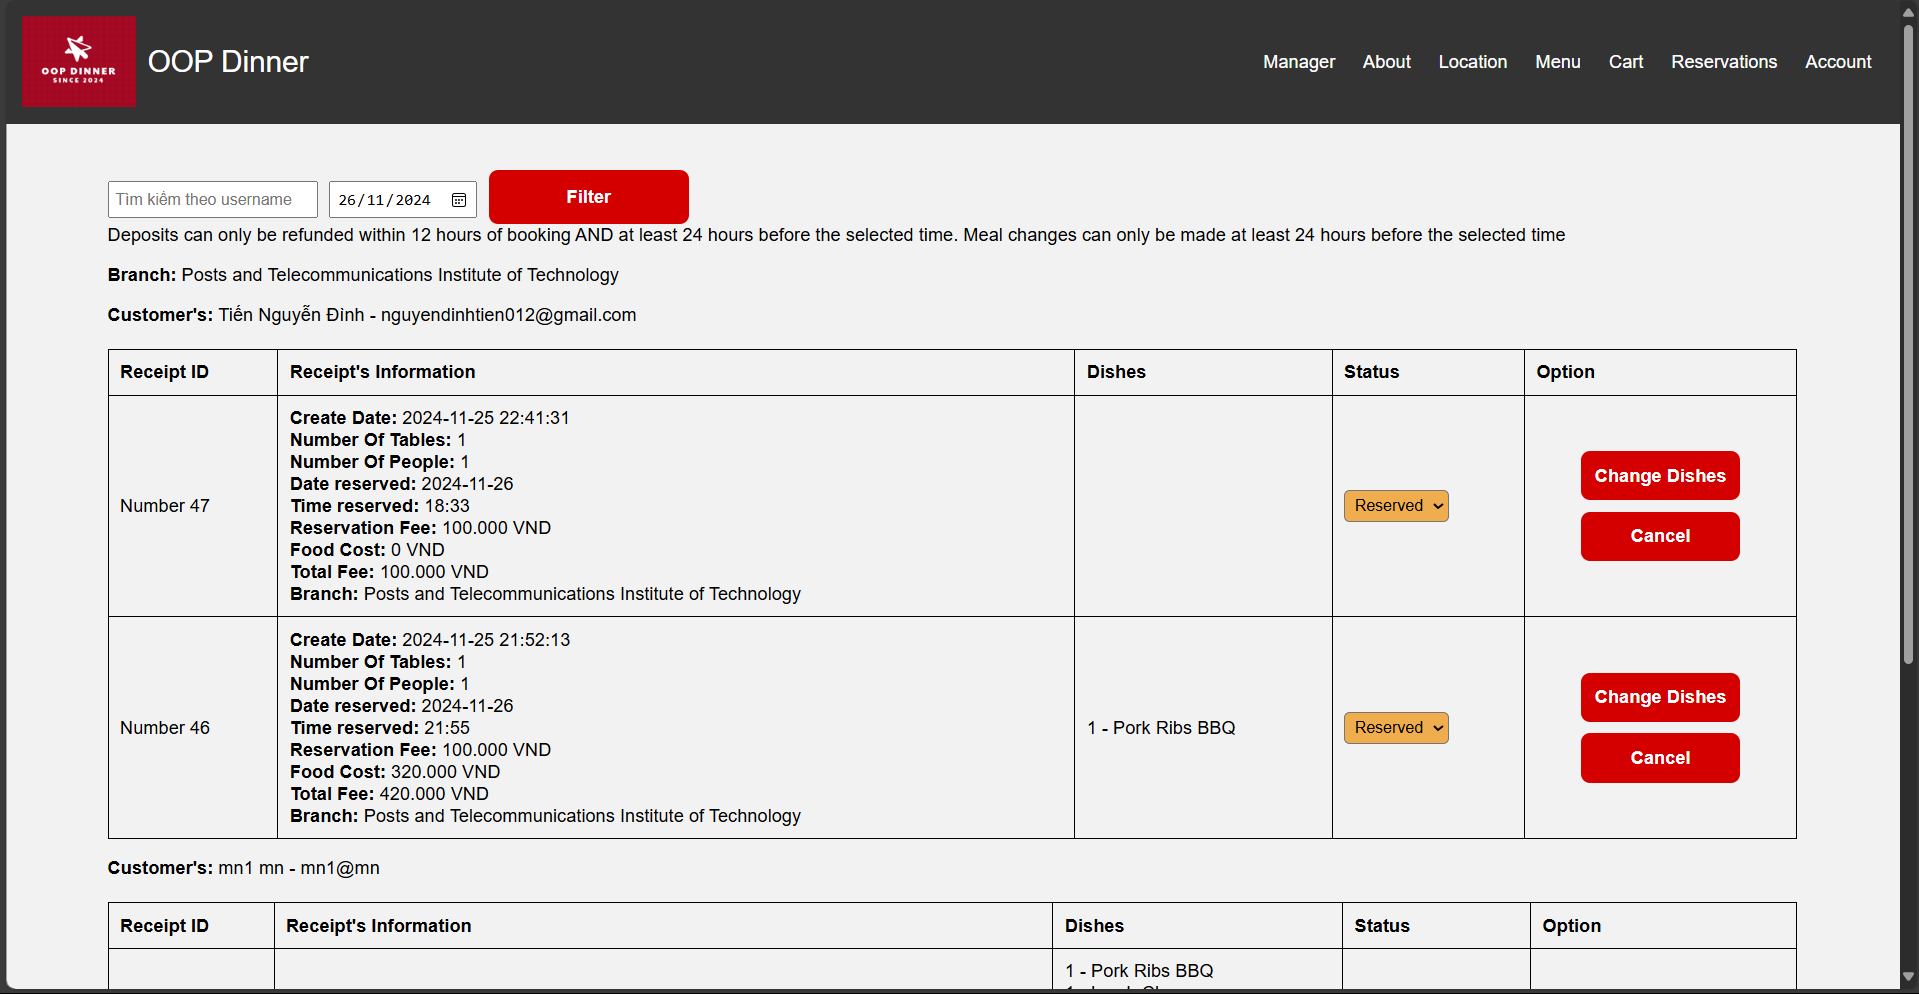 OOP DINNER
SINCE 2024
OOP Dinner
Manager About Location Menu Cart Reservations Account
Tìm kiếm theo username 26/11/2024 Filter
Deposits can only be refunded within 12 hours of booking AND at least 24 hours before the selected time. Meal changes can only be made at least 24 hours before the selected time
Branch: Posts and Telecommunications Institute of Technology
Customer's: Tiến Nguyễn Đình - nguyendinhtien012@gmail.com
Receipt ID Receipt's Information Dishes Status Option
Number 47
Create Date: 2024-11-25 22:41:31
Number Of Tables: 1
Number Of People: 1
Date reserved: 2024-11-26
Time reserved: 18:33
Reservation Fee: 100.000 VND
Food Cost: 0 VND
Total Fee: 100.000 VND
Branch: Posts and Telecommunications Institute of Technology
Reserved
Change Dishes
Cancel
Number 46
Create Date: 2024-11-25 21:52:13
Number Of Tables: 1
Number Of People: 1
Date reserved: 2024-11-26
Time reserved: 21:55
Reservation Fee: 100.000 VND
Food Cost: 320.000 VND
Total Fee: 420.000 VND
Branch: Posts and Telecommunications Institute of Technology
1 - Pork Ribs BBQ
Reserved
Change Dishes
Cancel
Customer's: mn1 mn - mn1@mn
Receipt ID Receipt's Information Dishes Status Option
1 - Pork Ribs BBQ